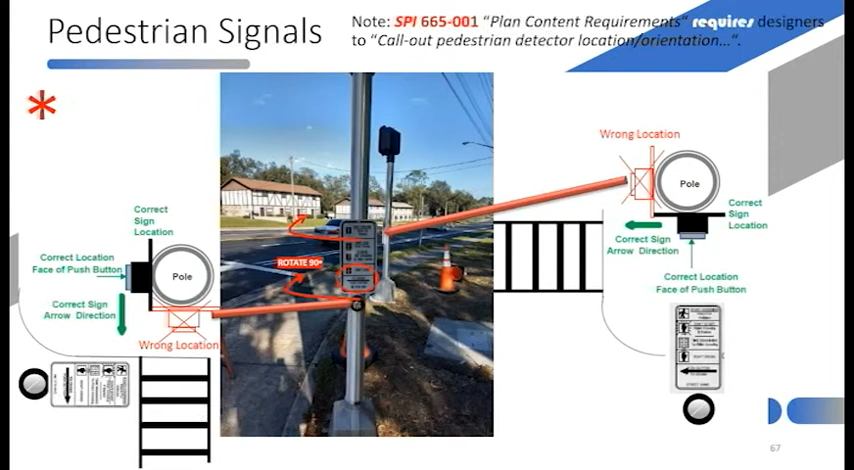 Pedestrian Signals
Note: SPI 665-001 "Plan Content Requirements" requires designers
to "Call-out pedestrian detector location/orientation...".
*
Wrong Location
Pole
Correct
Sign
Location
Correct Sign
Arrow Direction
Correct Location
Face of Push Button
Correct
Sign
Location
Correct Location
Face of Push Button
Pole
Correct Sign
Arrow Direction
Wrong Location
ROTATE 90º
67